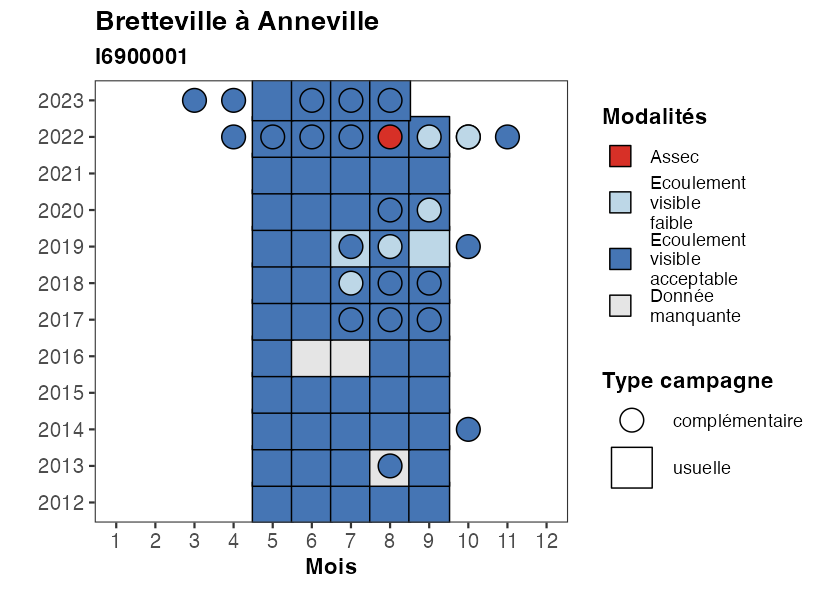 Bretteville à Anneville
I6900001
2023
2022
2021
2020
2019
2018
2017
2016
2015
2014
2013
2012
1 2 3 4 5 6 7 8 9 10 11 12
Mois
Modalités
Assec
Ecoulement
visible
faible
Ecoulement
visible
acceptable
Donnée
manquante
Type campagne
complémentaire
usuelle